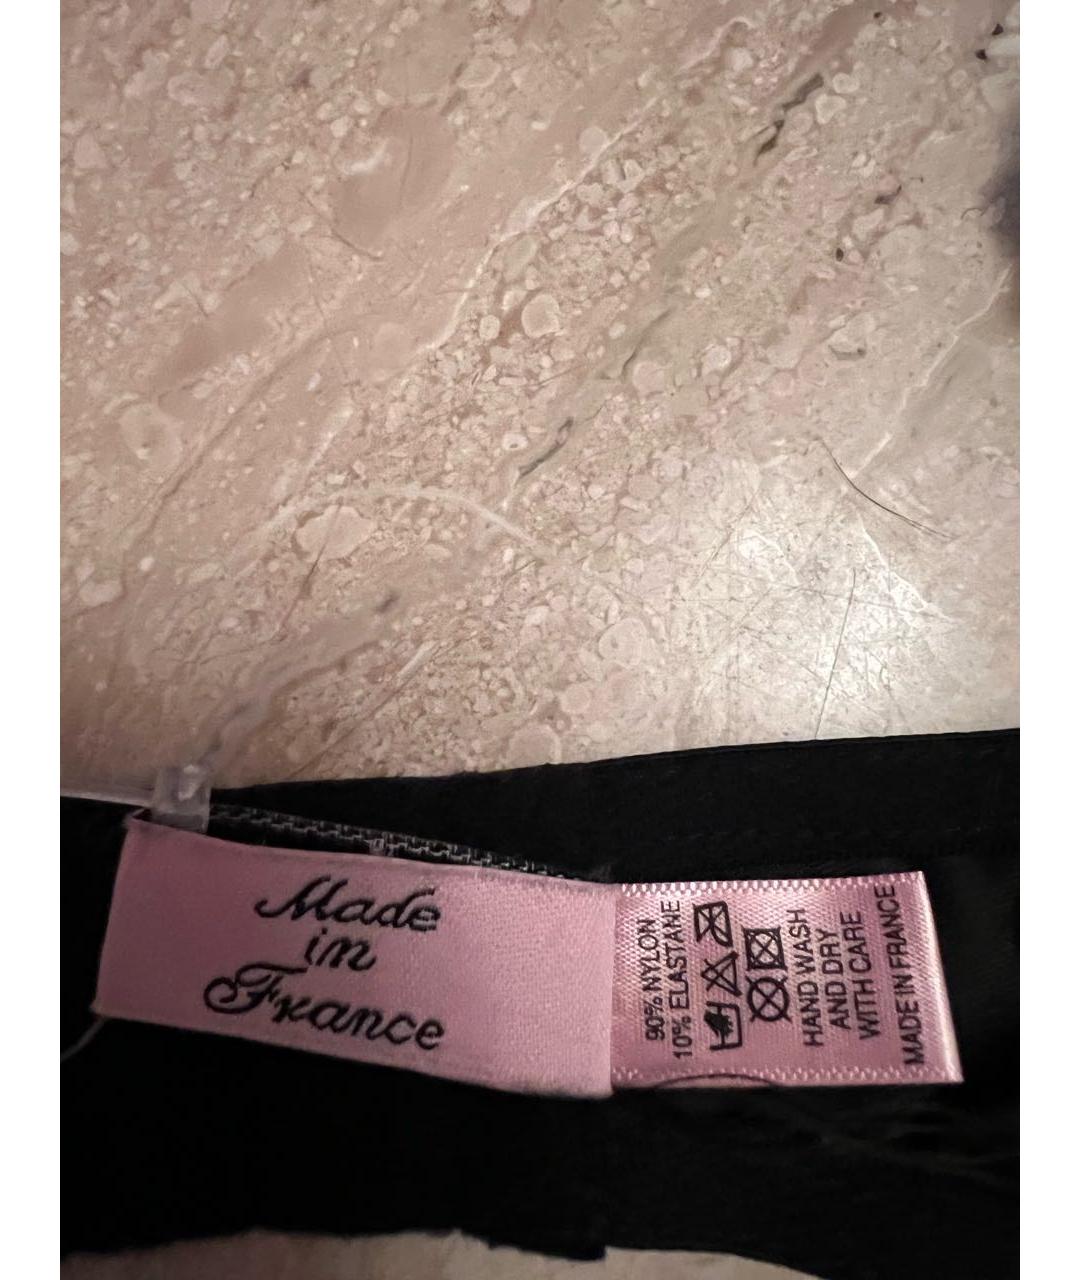 Made
in
France
90% NYLON
10% ELASTANE
HAND WASH
AND DRY
WITH CARE
MADE IN FRANCE